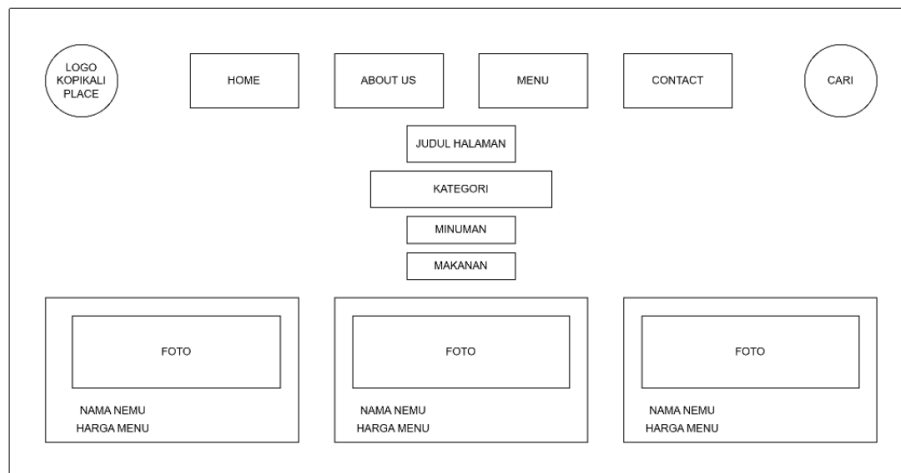 LOGO
KOPIKALI
PLACE
HOME
ABOUT US
MENU
CONTACT
CARI
JUDUL HALAMAN
KATEGORI
MINUMAN
MAKANAN
FOTO
NAMA NEMU
HARGA MENU
FOTO
NAMA NEMU
HARGA MENU
FOTO
NAMA NEMU
HARGA MENU